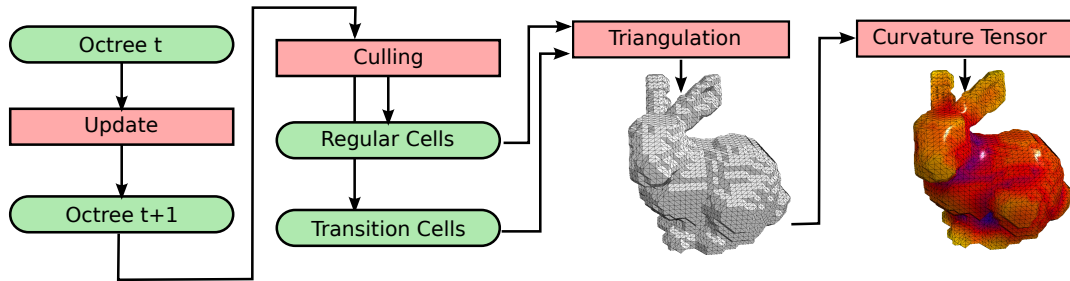 Octree t
Update
Octree t+1
Culling
Regular Cells
Transition Cells
Triangulation
Curvature Tensor